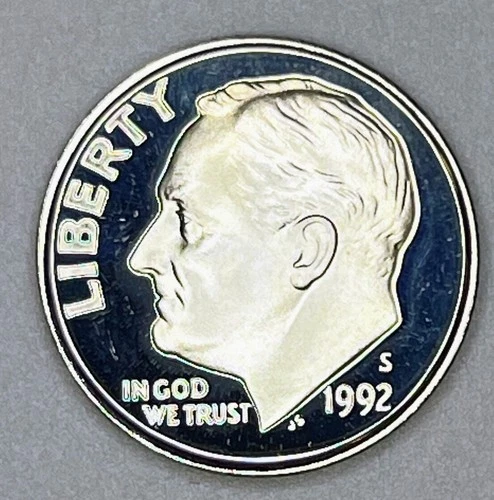 LIBERTY
IN GOD
WE TRUST
JS
S
1992